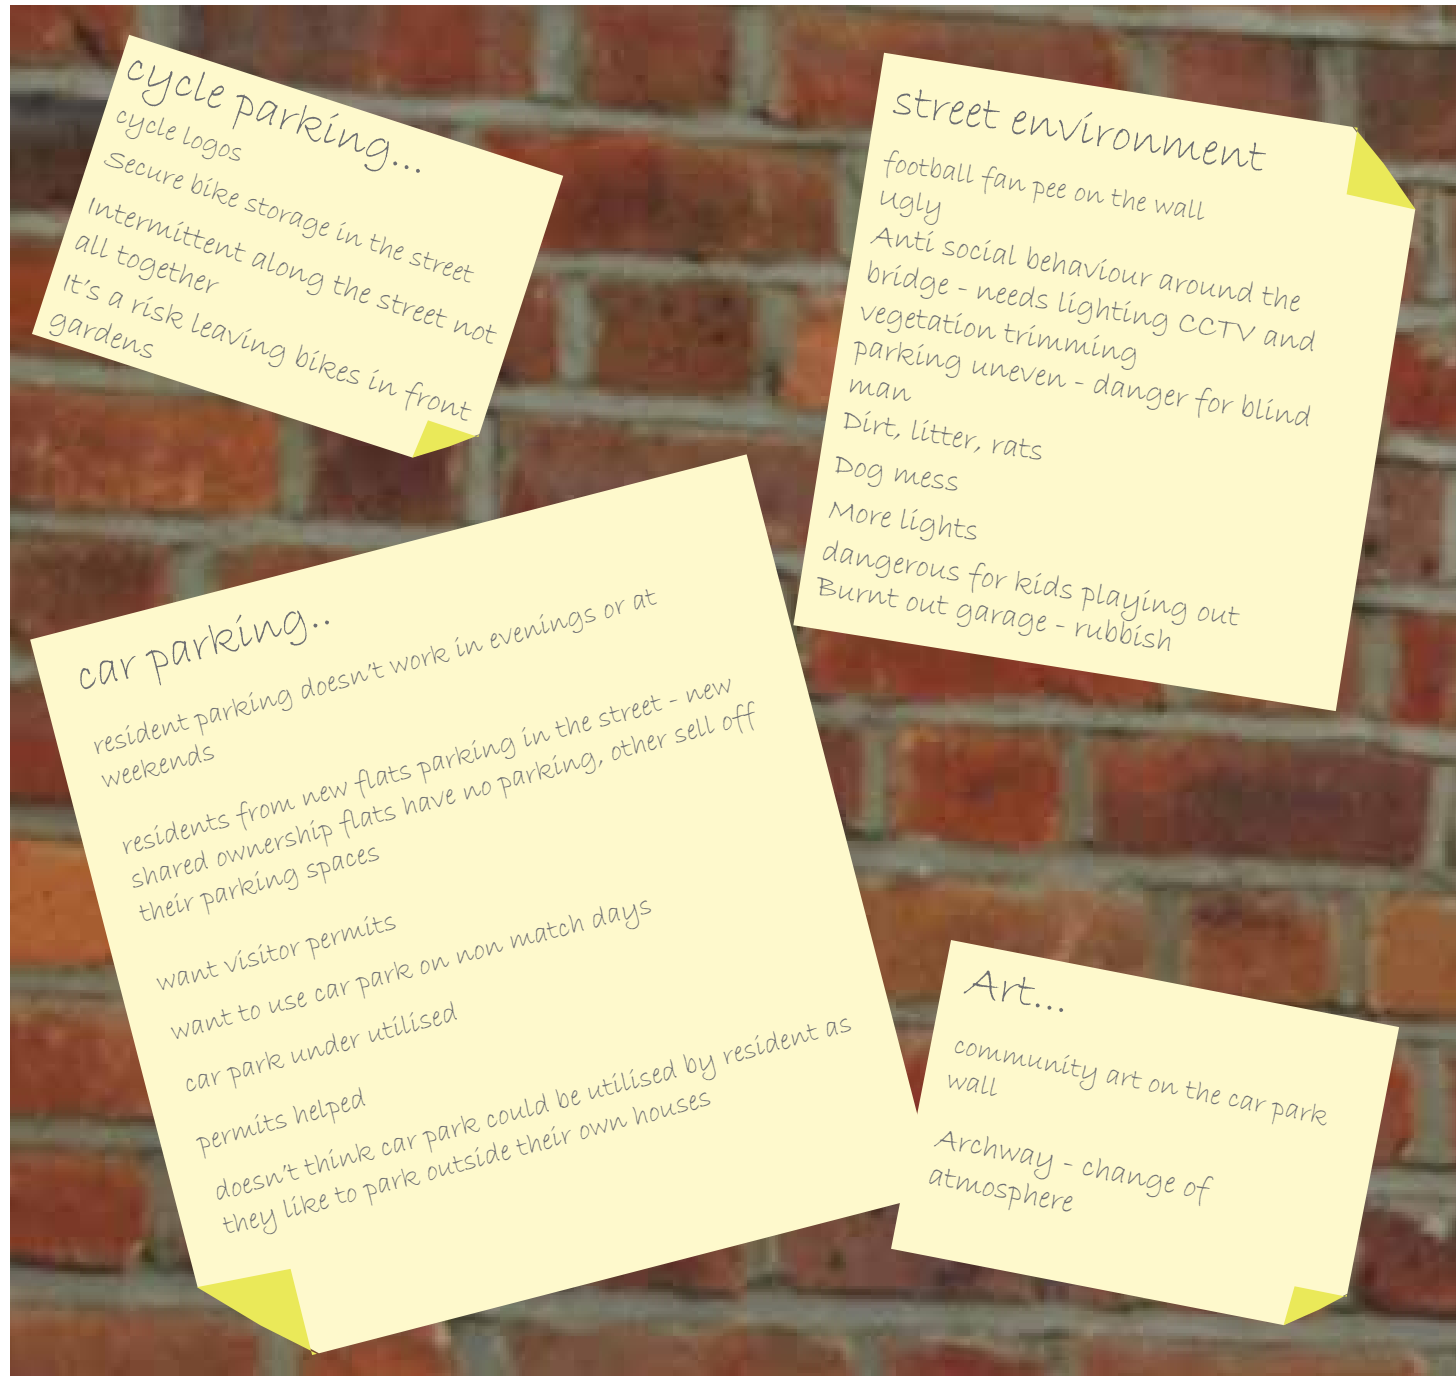 cycle parking...
cycle logos
Secure bike storage in the street
Intermittent along the street not
all together
It's a risk leaving bikes in front
gardens
street environment
football fan pee on the wall
ugly
Anti social behaviour around the
bridge - needs lighting CCTV and
vegetation trimming
parking uneven - danger for blind
man
Dirt, litter, rats
Dog mess
More lights
dangerous for kids playing out
Burnt out garage - rubbish
car parking..
resident parking doesn't work in evenings or at
weekends
residents from new flats parking in the street - new
shared ownership flats have no parking, other sell off
their parking spaces
want visitor permits
want to use car park on non match days
car park under utilised
permits helped
doesn't think car park could be utilised by resident as
they like to park outside their own houses
Art...
community art on the car park
wall
Archway - change of
atmosphere